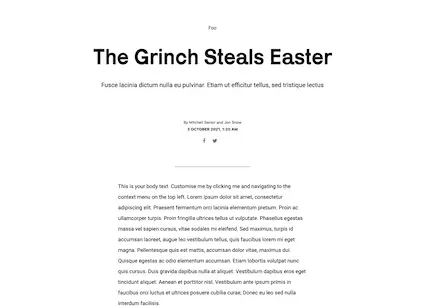 Foo
The Grinch Steals Easter
Fusce lacinia dictum nulla eu pulvinar. Etiam ut efficitur tellus, sed tristique lectus
By Mitchell Santor and Jon Snow
3 OCTOBER 2021, 1:20 AM
This is your body text. Customise me by clicking me and navigating to the
context menu on the top left. Lorem ipsum dolor sit amet, consectetur
adipiscing elit. Praesent fermentum orci lacinia elementum pretium. Proin ac
ullamcorper turpis. Proin fringilla ultrices tellus ut vulputate. Phasellus egestas
massa vel sapien cursus, vitae sodales mi eleifend. Sed maximus, turpis id
accumsan laoreet, augue leo vestibulum tellus, quis faucibus lorem mi eget
magna. Pellentesque accumsan dictum ligula, vitae maximus dui.
Quisque egestas ac odio elementum accumsan. Etiam lobortis volutpat nunc
quis cursus. Duis gravida dapibus nulla at aliquet. Vestibulum dapibus eros eget
tincidunt aliquet. Aenean et porttitor nisl. Vestibulum ante ipsum primis in
faucibus orci luctus et ultrices posuere cubilia curae; Donec eu leo sed nulla
interdum facilisis.